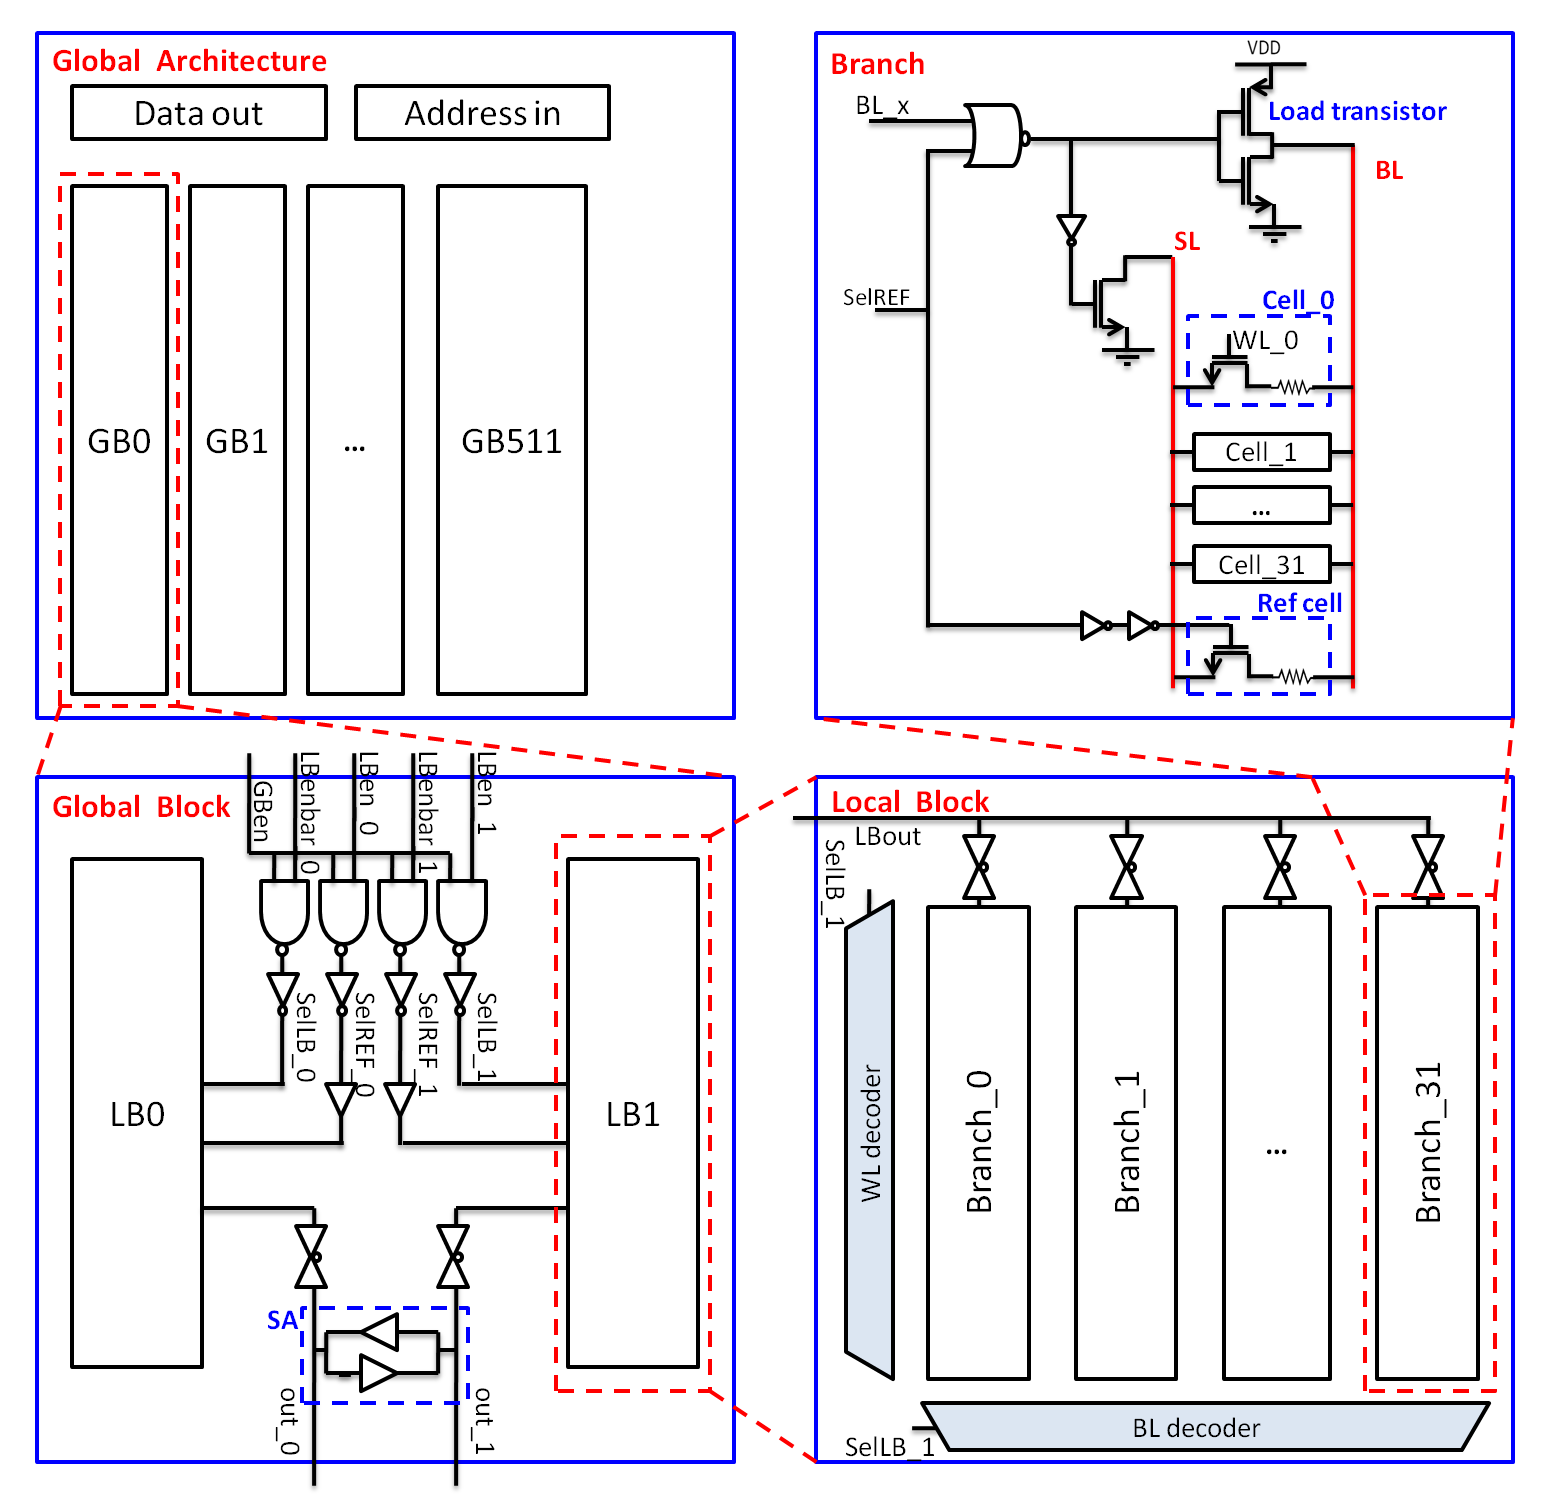 Global Architecture
Data out
Address in
GB0
GB1
...
GB511
Branch
VDD
BL_x
Load transistor
BL
SL
SelREF
Cell_0
WL_0
Cell_1
...
Cell_31
Ref cell
Global Block
GBen
LBenbar_0
LBen_0
LBenbar_1
LBen_1
SelLB_0
SelREF_0
SelREF_1
SelLB_1
LB0
LB1
SA
out_0
out_1
Local Block
LBout
SelLB_1
WL decoder
Branch_0
Branch_1
...
Branch_31
BL decoder
SelLB_1